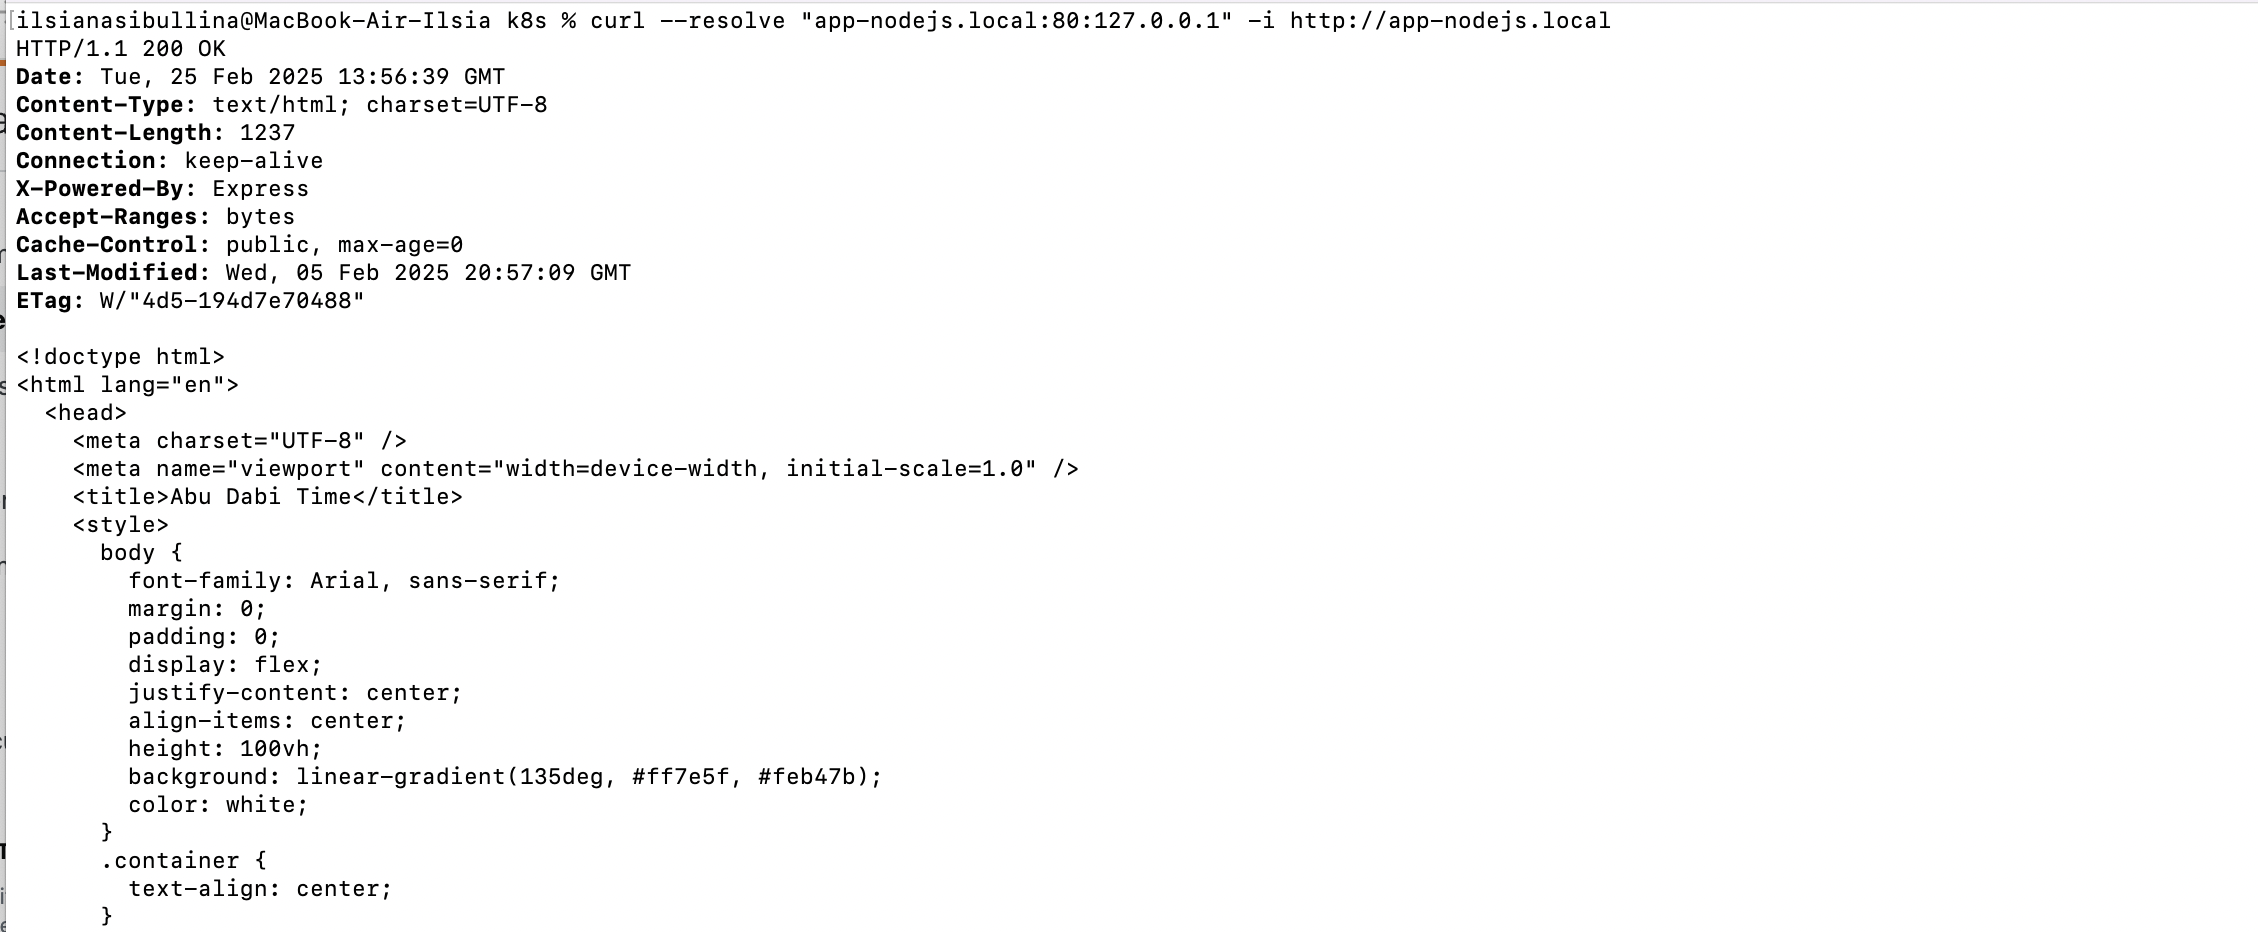 ilsianasibullina@MacBook-Air-Ilsia k8s % curl --resolve "app-nodejs.local:80:127.0.0.1" -i http://app-nodejs.local
HTTP/1.1 200 OK
Date: Tue, 25 Feb 2025 13:56:39 GMT
Content-Type: text/html; charset=UTF-8
Content-Length: 1237
Connection: keep-alive
X-Powered-By: Express
Accept-Ranges: bytes
Cache-Control: public, max-age=0
Last-Modified: Wed, 05 Feb 2025 20:57:09 GMT
ETag: W/"4d5-194d7e70488"

<!doctype html>
<html lang="en">
  <head>
    <meta charset="UTF-8" />
    <meta name="viewport" content="width=device-width, initial-scale=1.0" />
    <title>Abu Dabi Time</title>
    <style>
      body {
        font-family: Arial, sans-serif;
        margin: 0;
        padding: 0;
        display: flex;
        justify-content: center;
        align-items: center;
        height: 100vh;
        background: linear-gradient(135deg, #ff7e5f, #feb47b);
        color: white;
      }
      .container {
        text-align: center;
      }